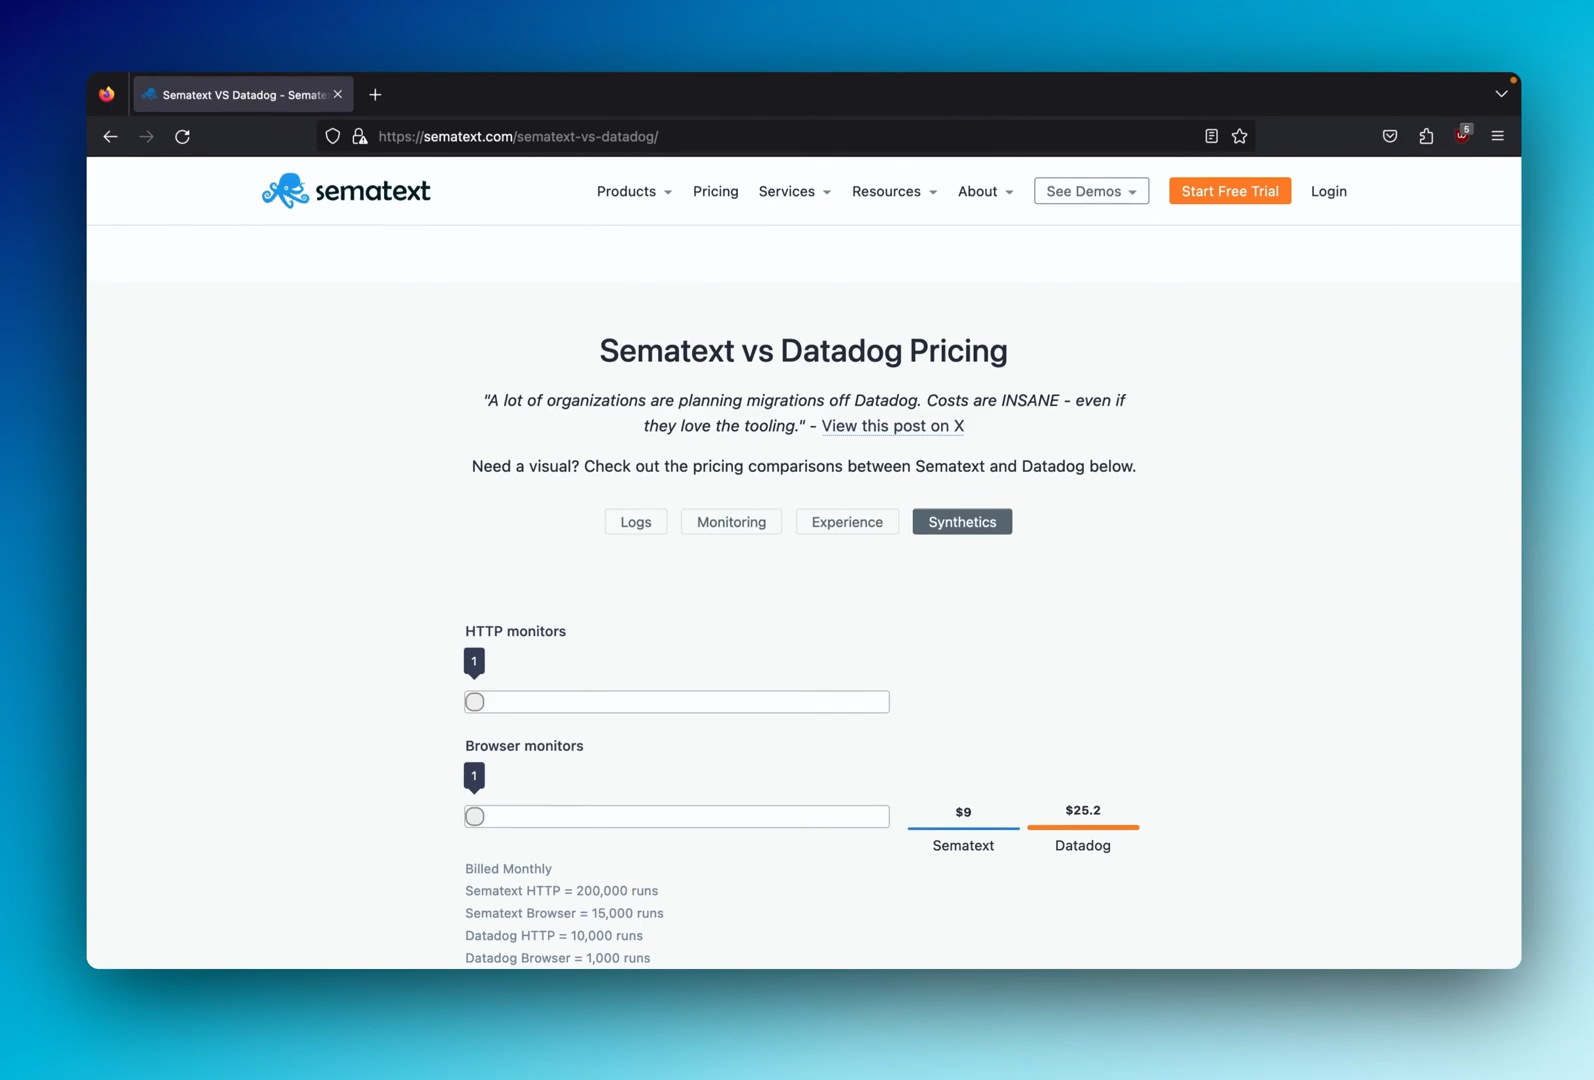 Sematext VS Datadog - Semate
https://sematext.com/sematext-vs-datadog/
5
sematext
Products
Pricing
Services
Resources
About
See Demos
Start Free Trial
Login
Sematext vs Datadog Pricing
"A lot of organizations are planning migrations off Datadog. Costs are INSANE - even if
they love the tooling." - View this post on X
Need a visual? Check out the pricing comparisons between Sematext and Datadog below.
Logs
Monitoring
Experience
Synthetics
HTTP monitors
1
Browser monitors
1
$9
$25.2
Sematext
Datadog
Billed Monthly
Sematext HTTP = 200,000 runs
Sematext Browser = 15,000 runs
Datadog HTTP = 10,000 runs
Datadog Browser = 1,000 runs